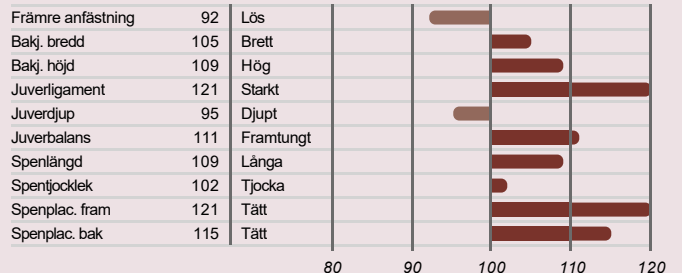 Främre anfästning 92 Lös
Bakj. bredd 105 Brett
Bakj. höjd 109 Hög
Juverligament 121 Starkt
Juverdjup 95 Djupt
Juverbalans 111 Framtungt
Spenlängd 109 Långa
Spentjocklek 102 Tjocka
Spenplac. fram 121 Tätt
Spenplac. bak 115 Tätt
80 90 100 110 120